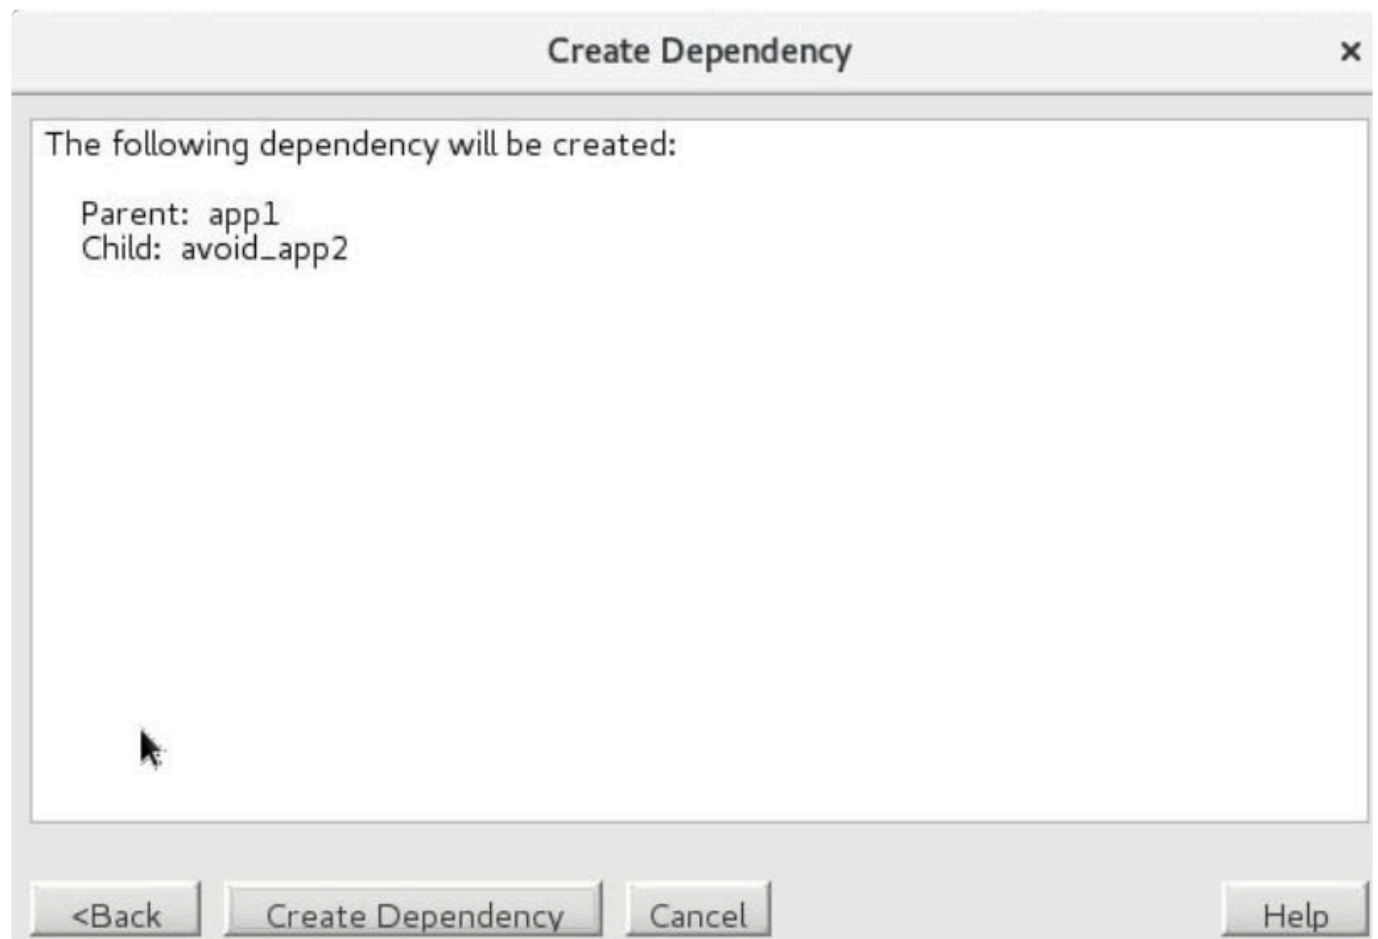 Create Dependency ×
The following dependency will be created:
Parent: app1
Child: avoid_app2
<Back Create Dependency Cancel Help